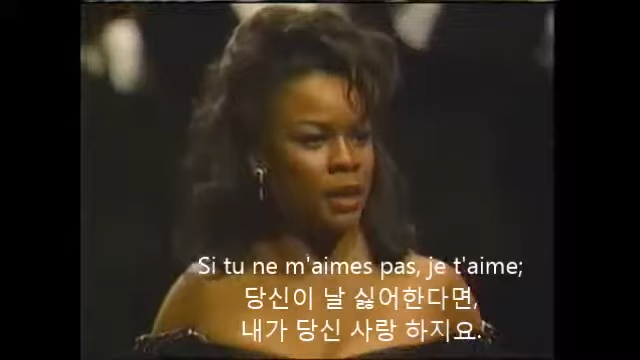 Si tu ne m'aimes pas, je t'aime;
당신이 날 싫어한다면,
내가 당신 사랑 하지요.